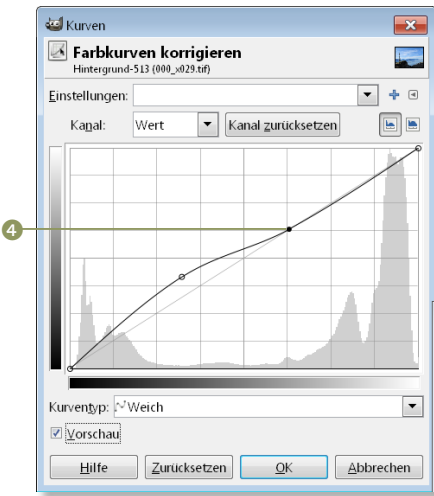 Kurven
Farbkurven korrigieren
Hintergrund-513 (000_x029.tif)
Einstellungen:
Kanal: Wert Kanal zurücksetzen
4
Kurventyp: Weich
Vorschau
Hilfe Zurücksetzen OK Abbrechen